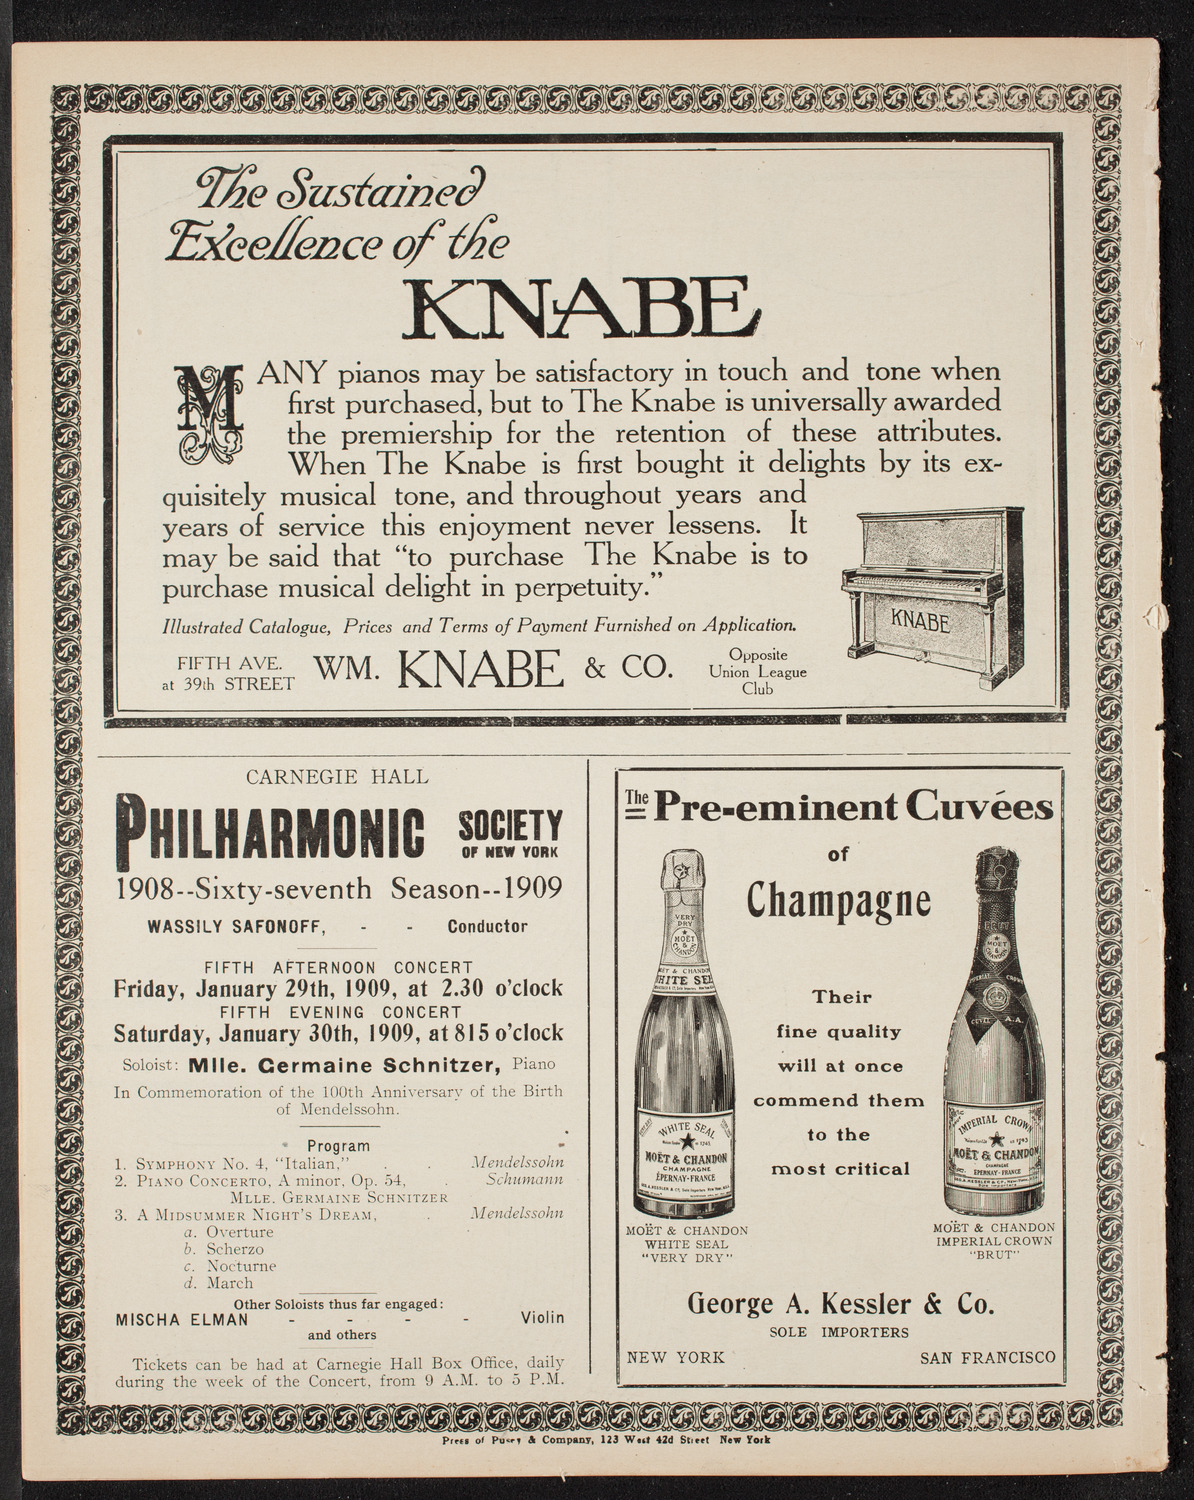 The Sustained
Excellence of the
KNABE
MANY pianos may be satisfactory in touch and tone when
first purchased, but to The Knabe is universally awarded
the premiership for the retention of these attributes.
When The Knabe is first bought it delights by its ex-
quisitely musical tone, and throughout years and
years of service this enjoyment never lessens. It
may be said that “to purchase The Knabe is to
purchase musical delight in perpetuity.”
KNABE
Illustrated Catalogue, Prices and Terms of Payment Furnished on Application.
FIFTH AVE.
at 39th STREET
WM. KNABE & CO.
Opposite
Union League
Club
CARNEGIE HALL
PHILHARMONIC SOCIETY
OF NEW YORK
1908--Sixty-seventh Season--1909
WASSILY SAFONOFF, - - Conductor
FIFTH AFTERNOON CONCERT
Friday, January 29th, 1909, at 2.30 o'clock
FIFTH EVENING CONCERT
Saturday, January 30th, 1909, at 815 o'clock
Soloist: Mlle. Germaine Schnitzer, Piano
In Commemoration of the 100th Anniversary of the Birth
of Mendelssohn.
Program
1. SYMPHONY NO. 4, “Italian,” . . Mendelssohn
2. PIANO CONCERTO, A minor, Op. 54, . Schumann
MLLE. GERMAINE SCHNITZER
3. A MIDSUMMER NIGHT'S DREAM, . Mendelssohn
a. Overture
b. Scherzo
c. Nocturne
d. March
Other Soloists thus far engaged:
MISCHA ELMAN - - - - Violin
and others
Tickets can be had at Carnegie Hall Box Office, daily
during the week of the Concert, from 9 A.M. to 5 P.M.
The Pre-eminent Cuvées
of
Champagne
Their
fine quality
will at once
commend them
to the
most critical
VERY
DRY
MOËT
&
CHANDON
WHITE SEAL
MOËT & CHANDON
CHAMPAGNE
ÉPERNAY-FRANCE
MOËT & CHANDON
WHITE SEAL
“VERY DRY”
BRUT
MOËT
&
CHANDON
IMPERIAL CROWN
MOËT & CHANDON
CHAMPAGNE
ÉPERNAY-FRANCE
MOËT & CHANDON
IMPERIAL CROWN
“BRUT”
George A. Kessler & Co.
SOLE IMPORTERS
NEW YORK
SAN FRANCISCO
Press of Pusey & Company, 123 West 42d Street New York